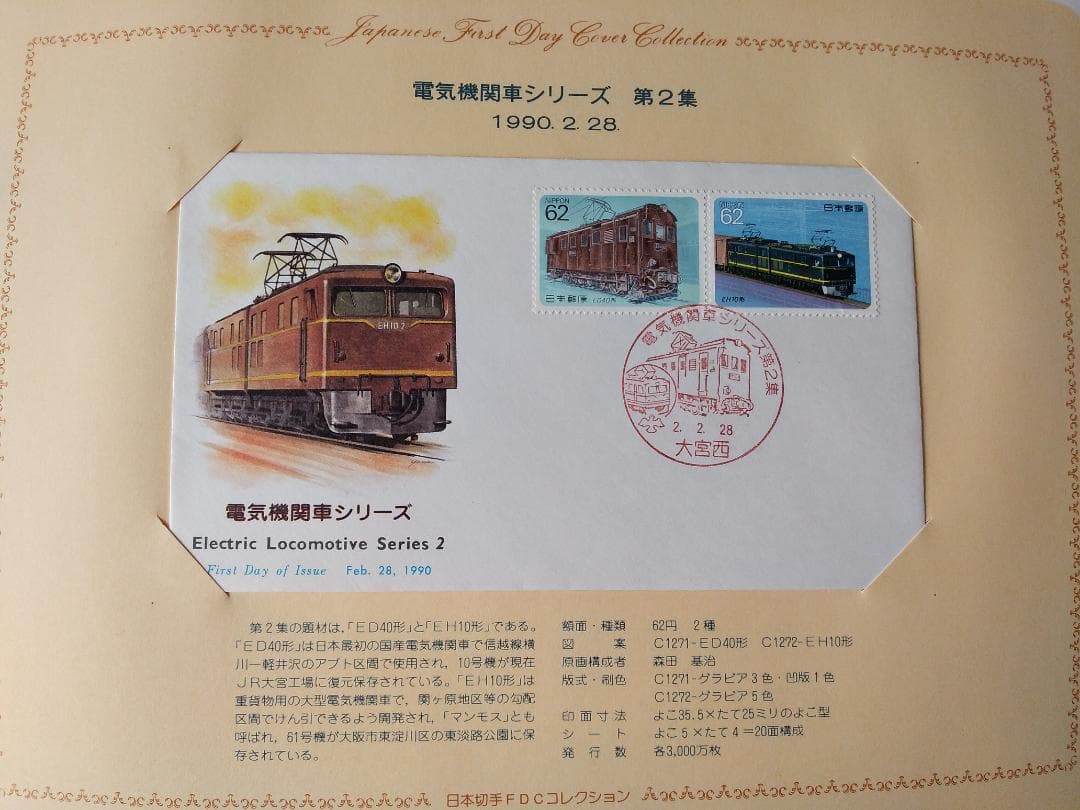 Japanese First Day Cover Collection
電気機関車シリーズ 第2集
1990. 2. 28.
NIPPON
62
日本郵便 ED40形
NIPPON
62
日本郵便
EH10形
EH10 2
電気機関車シリーズ第2集
2. 2. 28
大宮西
電気機関車シリーズ
Electric Locomotive Series 2
First Day of Issue Feb. 28, 1990
第2集の題材は,「ED40形」と「EH10形」である。
「ED40形」は日本最初の国産電気機関車で信越線横
川ー軽井沢のアプト区間で使用され, 10号機が現在
JR大宮工場に復元保存されている。「EH10形」は
重貨物用の大型電気機関車で, 関ヶ原地区等の勾配
区間でけん引できるよう開発され,「マンモス」とも
呼ばれ, 61号機が大阪市東淀川区の東淡路公園に保
存されている。
額面・種類 62円 2種
図案 C1271-ED40形 C1272-EH10形
原画構成者 森田 基治
版式・刷色 C1271-グラビア3色・凹版1色
C1272-グラビア5色
印面寸法 よこ35.5×たて25ミリのよこ型
シート よこ5×たて4=20面構成
発行数 各3,000万枚
日本切手FDCコレクション